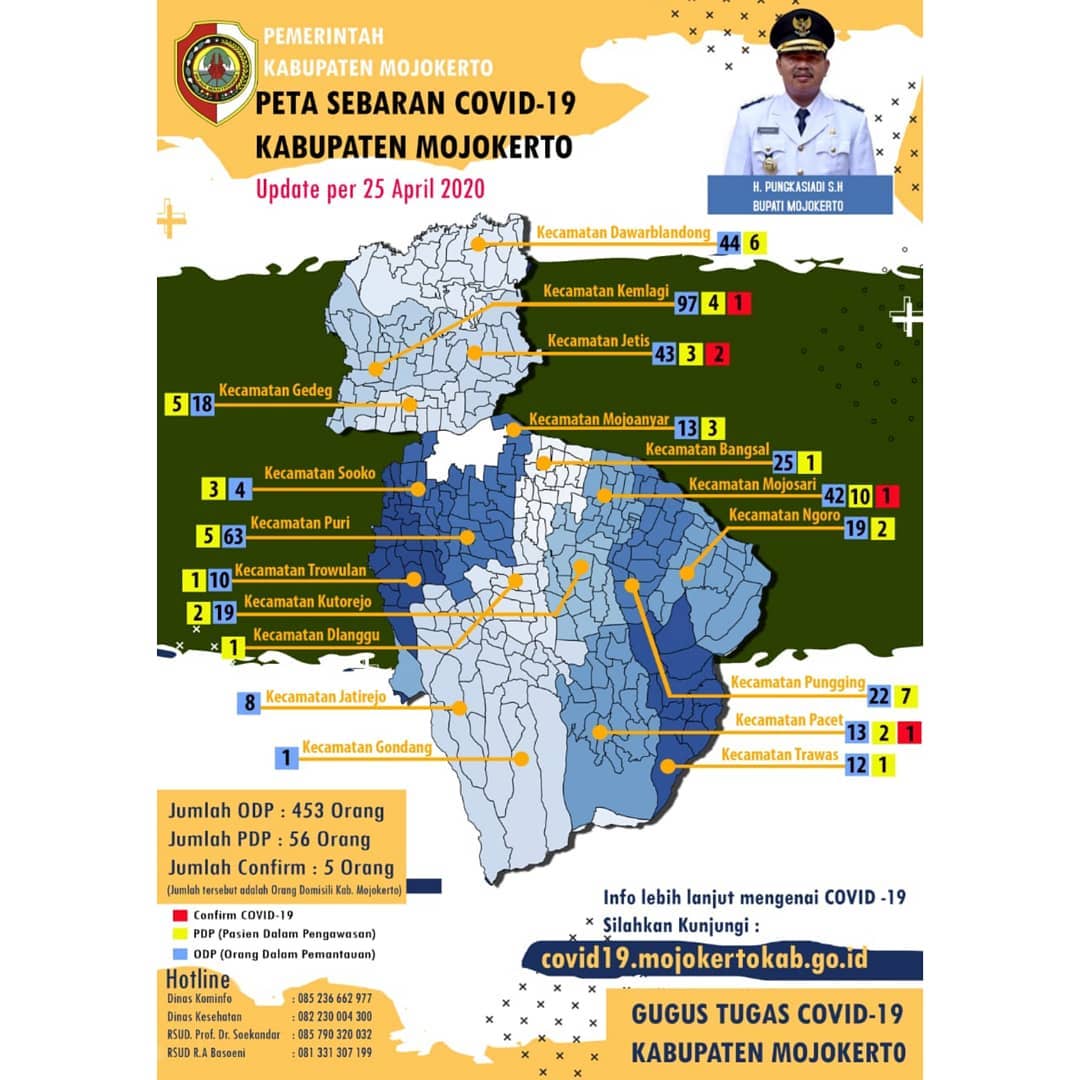 PEMERINTAH
KABUPATEN MOJOKERTO
PETA SEBARAN COVID-19
KABUPATEN MOJOKERTO
Update per 25 April 2020
H. PUNGKASIADI S.H
BUPATI MOJOKERTO
Kecamatan Dawarblandong 44 6
Kecamatan Kemlagi 97 4 1
Kecamatan Jetis 43 3 2
5 18 Kecamatan Gedeg
Kecamatan Mojoanyar 13 3
Kecamatan Bangsal 25 1
3 4 Kecamatan Sooko
Kecamatan Mojosari 42 10 1
Kecamatan Ngoro 19 2
5 63 Kecamatan Puri
1 10 Kecamatan Trowulan
2 19 Kecamatan Kutorejo
1 Kecamatan Dlanggu
Kecamatan Pungging 22 7
8 Kecamatan Jatirejo
Kecamatan Pacet 13 2 1
1 Kecamatan Gondang
Kecamatan Trawas 12 1
Jumlah ODP : 453 Orang
Jumlah PDP : 56 Orang
Jumlah Confirm : 5 Orang
(Jumlah tersebut adalah Orang Domisili Kab. Mojokerto)
Confirm COVID-19
PDP (Pasien Dalam Pengawasan)
ODP (Orang Dalam Pemantauan)
Hotline
Dinas Kominfo : 085 236 662 977
Dinas Kesehatan : 082 230 004 300
RSUD. Prof. Dr. Soekandar : 085 790 320 032
RSUD R.A Basoeni : 081 331 307 199
Info lebih lanjut mengenai COVID -19
Silahkan Kunjungi :
covid19.mojokertokab.go.id
GUGUS TUGAS COVID-19
KABUPATEN MOJOKERTO